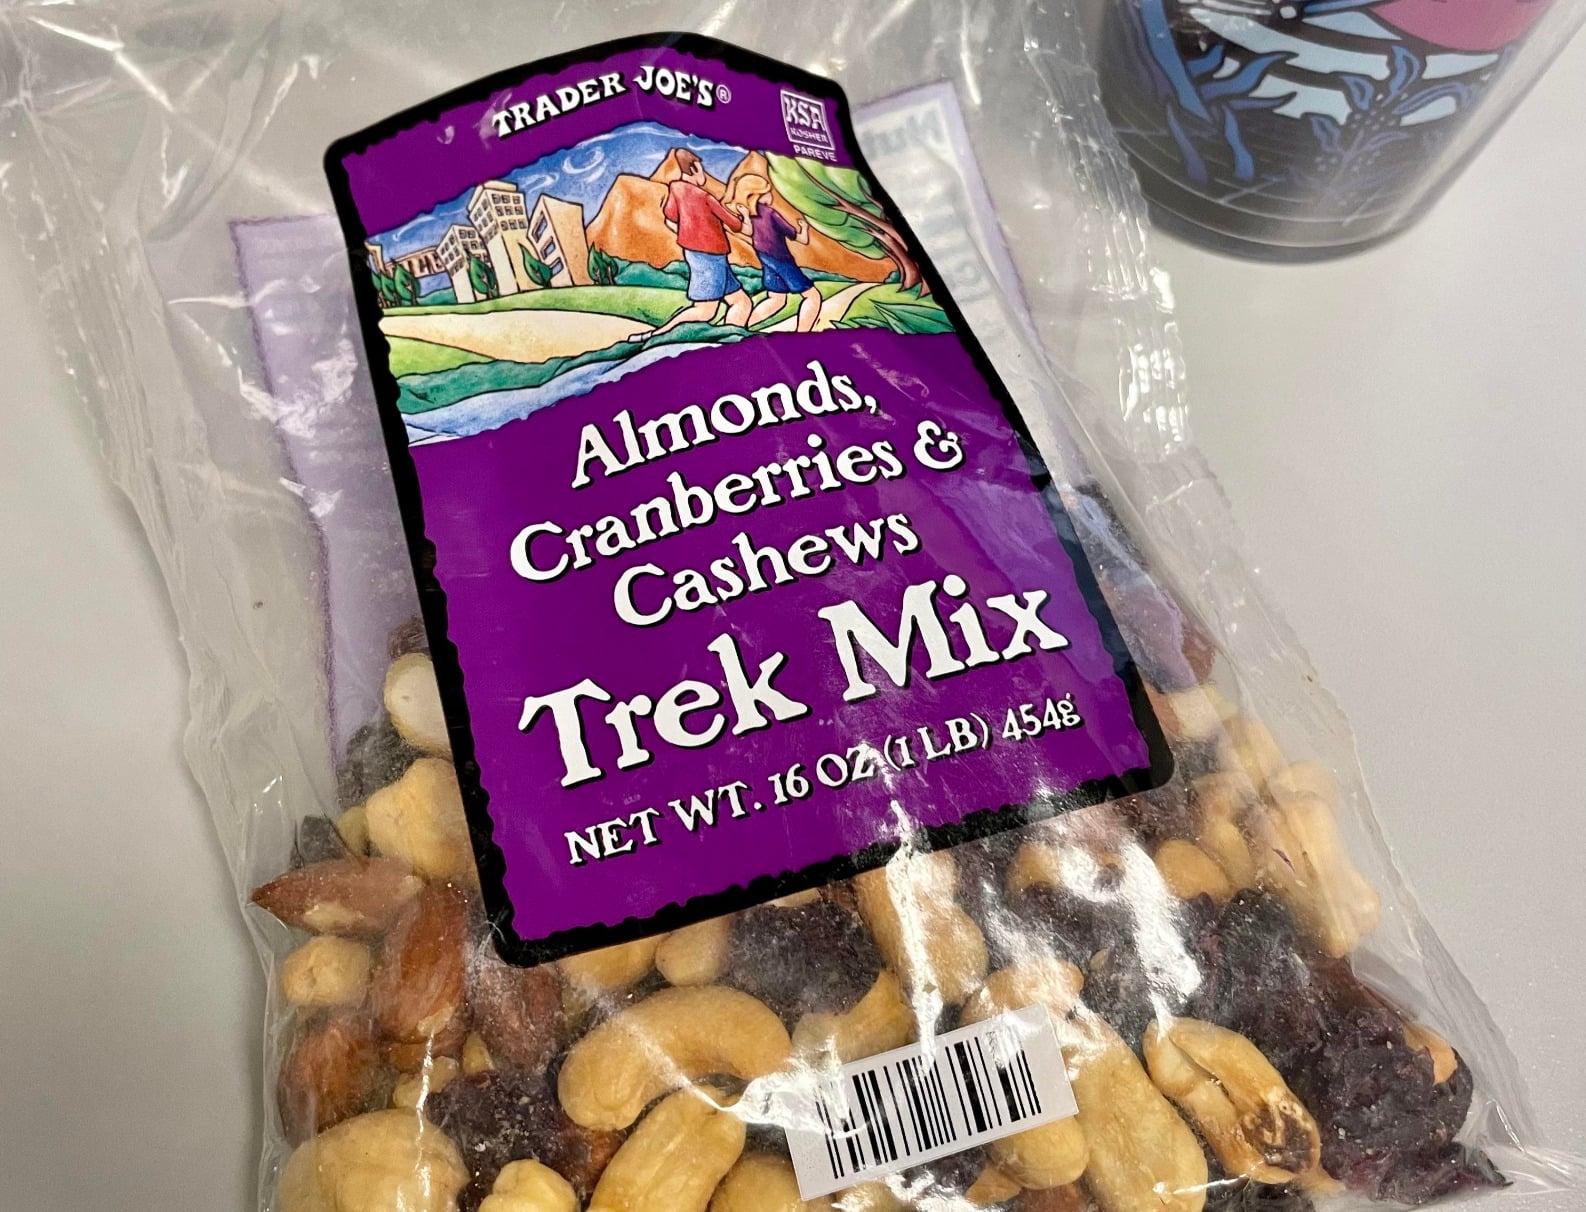 TRADER JOE'S®
KSA
KOSHER
PAREVE
Almonds,
Cranberries &
Cashews
Trek Mix
NET WT. 16 OZ (1 LB) 454g